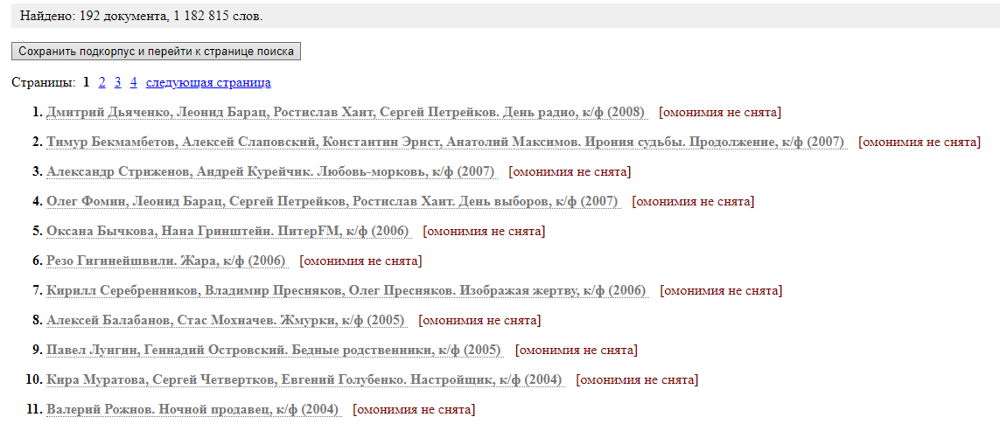 Найдено: 192 документа, 1 182 815 слов.
Сохранить подкорпус и перейти к странице поиска
Страницы: 1 2 3 4 следующая страница
1. Дмитрий Дьяченко, Леонид Барац, Ростислав Хаит, Сергей Петрейков. День радио, к/ф (2008) [омонимия не снята]
2. Тимур Бекмамбетов, Алексей Слаповский, Константин Эрнст, Анатолий Максимов. Ирония судьбы. Продолжение, к/ф (2007) [омонимия не снята]
3. Александр Стриженов, Андрей Курейчик. Любовь-морковь, к/ф (2007) [омонимия не снята]
4. Олег Фомин, Леонид Барац, Сергей Петрейков, Ростислав Хаит. День выборов, к/ф (2007) [омонимия не снята]
5. Оксана Бычкова, Нана Гринштейн. ПитерFM, к/ф (2006) [омонимия не снята]
6. Резо Гигинейшвили. Жара, к/ф (2006) [омонимия не снята]
7. Кирилл Серебренников, Владимир Пресняков, Олег Пресняков. Изображая жертву, к/ф (2006) [омонимия не снята]
8. Алексей Балабанов, Стас Мохначев. Жмурки, к/ф (2005) [омонимия не снята]
9. Павел Лунгин, Геннадий Островский. Бедные родственники, к/ф (2005) [омонимия не снята]
10. Кира Муратова, Сергей Четвертков, Евгений Голубенко. Настройщик, к/ф (2004) [омонимия не снята]
11. Валерий Рожнов. Ночной продавец, к/ф (2004) [омонимия не снята]